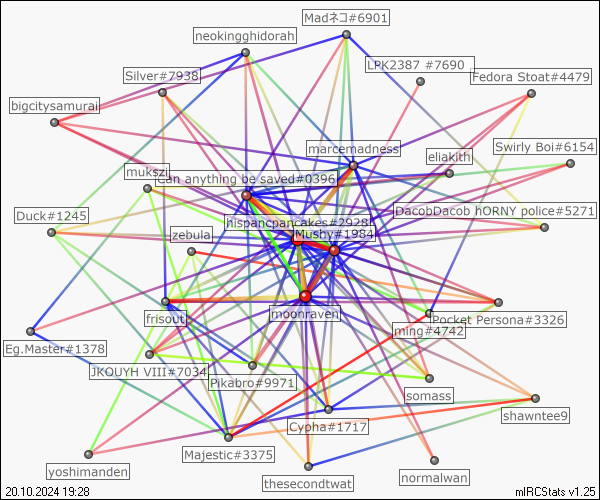 Madネコ#6901
neokingghidorah
LPK2387 #7690
Silver#7938
Fedora Stoat#4479
bigcitysamurai
marcemadness
Swirly Boi#6154
eliakith
mukszi
Can anything be saved#0396
DacobDacob hORNY police#5271
Duck#1245
hispancpancakes#2928
zebula
Mushy#1984
moonraven
frisout
Pocket Persona#3326
ming#4742
Eg.Master#1378
JKOUYH VIII#7034
Pikabro#9971
somass
shawntee9
Cypha#1717
Majestic#3375
yoshimanden
normalwan
thesecondtwat
20.10.2024 19:28
mIRCStats v1.25